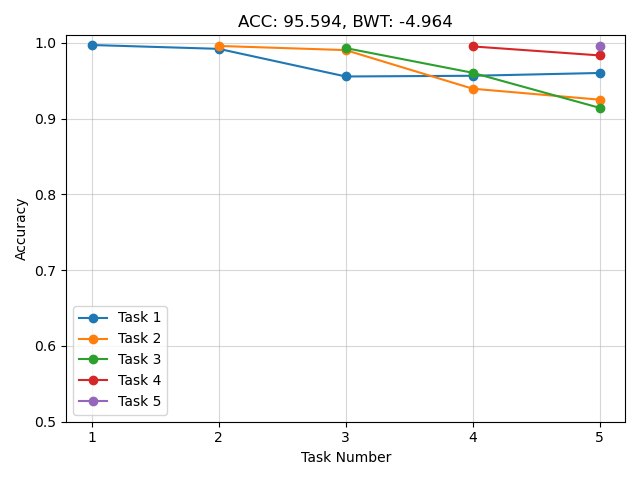 ACC: 95.594, BWT: -4.964
Accuracy
1.0
0.9
0.8
0.7
0.6
0.5
Task 1
Task 2
Task 3
Task 4
Task 5
1 2 3 4 5
Task Number